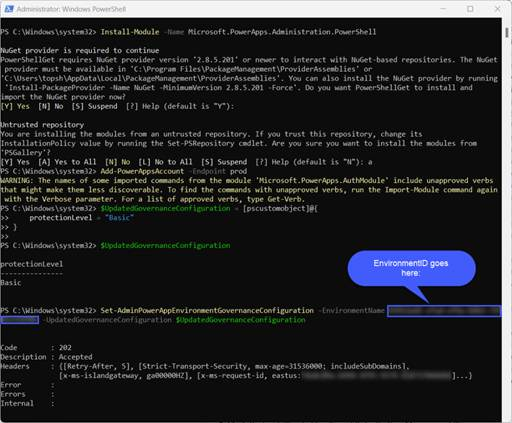 Administrator: Windows PowerShell
PS C:\Windows\system32> Install-Module -Name Microsoft.PowerApps.Administration.PowerShell
NuGet provider is required to continue
PowerShellGet requires NuGet provider version '2.8.5.201' or newer to interact with NuGet-based repositories. The NuGet
provider must be available in 'C:\Program Files\PackageManagement\ProviderAssemblies' or
'C:\Users\topsh\AppData\Local\PackageManagement\ProviderAssemblies'. You can also install the NuGet provider by running
'Install-PackageProvider -Name NuGet -MinimumVersion 2.8.5.201 -Force'. Do you want PowerShellGet to install and
import the NuGet provider now?
[Y] Yes [N] No [S] Suspend [?] Help (default is "Y"):
Untrusted repository
You are installing the modules from an untrusted repository. If you trust this repository, change its
InstallationPolicy value by running the Set-PSRepository cmdlet. Are you sure you want to install the modules from
'PSGallery'?
[Y] Yes [A] Yes to All [N] No [L] No to All [S] Suspend [?] Help (default is "N"): a
PS C:\Windows\system32> Add-PowerAppsAccount -Endpoint prod
WARNING: The names of some imported commands from the module 'Microsoft.PowerApps.AuthModule' include unapproved verbs
that might make them less discoverable. To find the commands with unapproved verbs, run the Import-Module command again
with the Verbose parameter. For a list of approved verbs, type Get-Verb.
PS C:\Windows\system32> $UpdatedGovernanceConfiguration = [pscustomobject]@{
>> protectionLevel = "Basic"
>> }
>>
PS C:\Windows\system32> $UpdatedGovernanceConfiguration
EnvironmentID goes
here:
protectionLevel
---------------
Basic
PS C:\Windows\system32> Set-AdminPowerAppEnvironmentGovernanceConfiguration -EnvironmentName
-UpdatedGovernanceConfiguration $UpdatedGovernanceConfiguration
Code : 202
Description : Accepted
Headers : {[Retry-After, 5], [Strict-Transport-Security, max-age=31536000; includeSubDomains],
[x-ms-islandgateway, ga00000HZ], [x-ms-request-id, eastus:
]...}
Error :
Errors :
Internal :